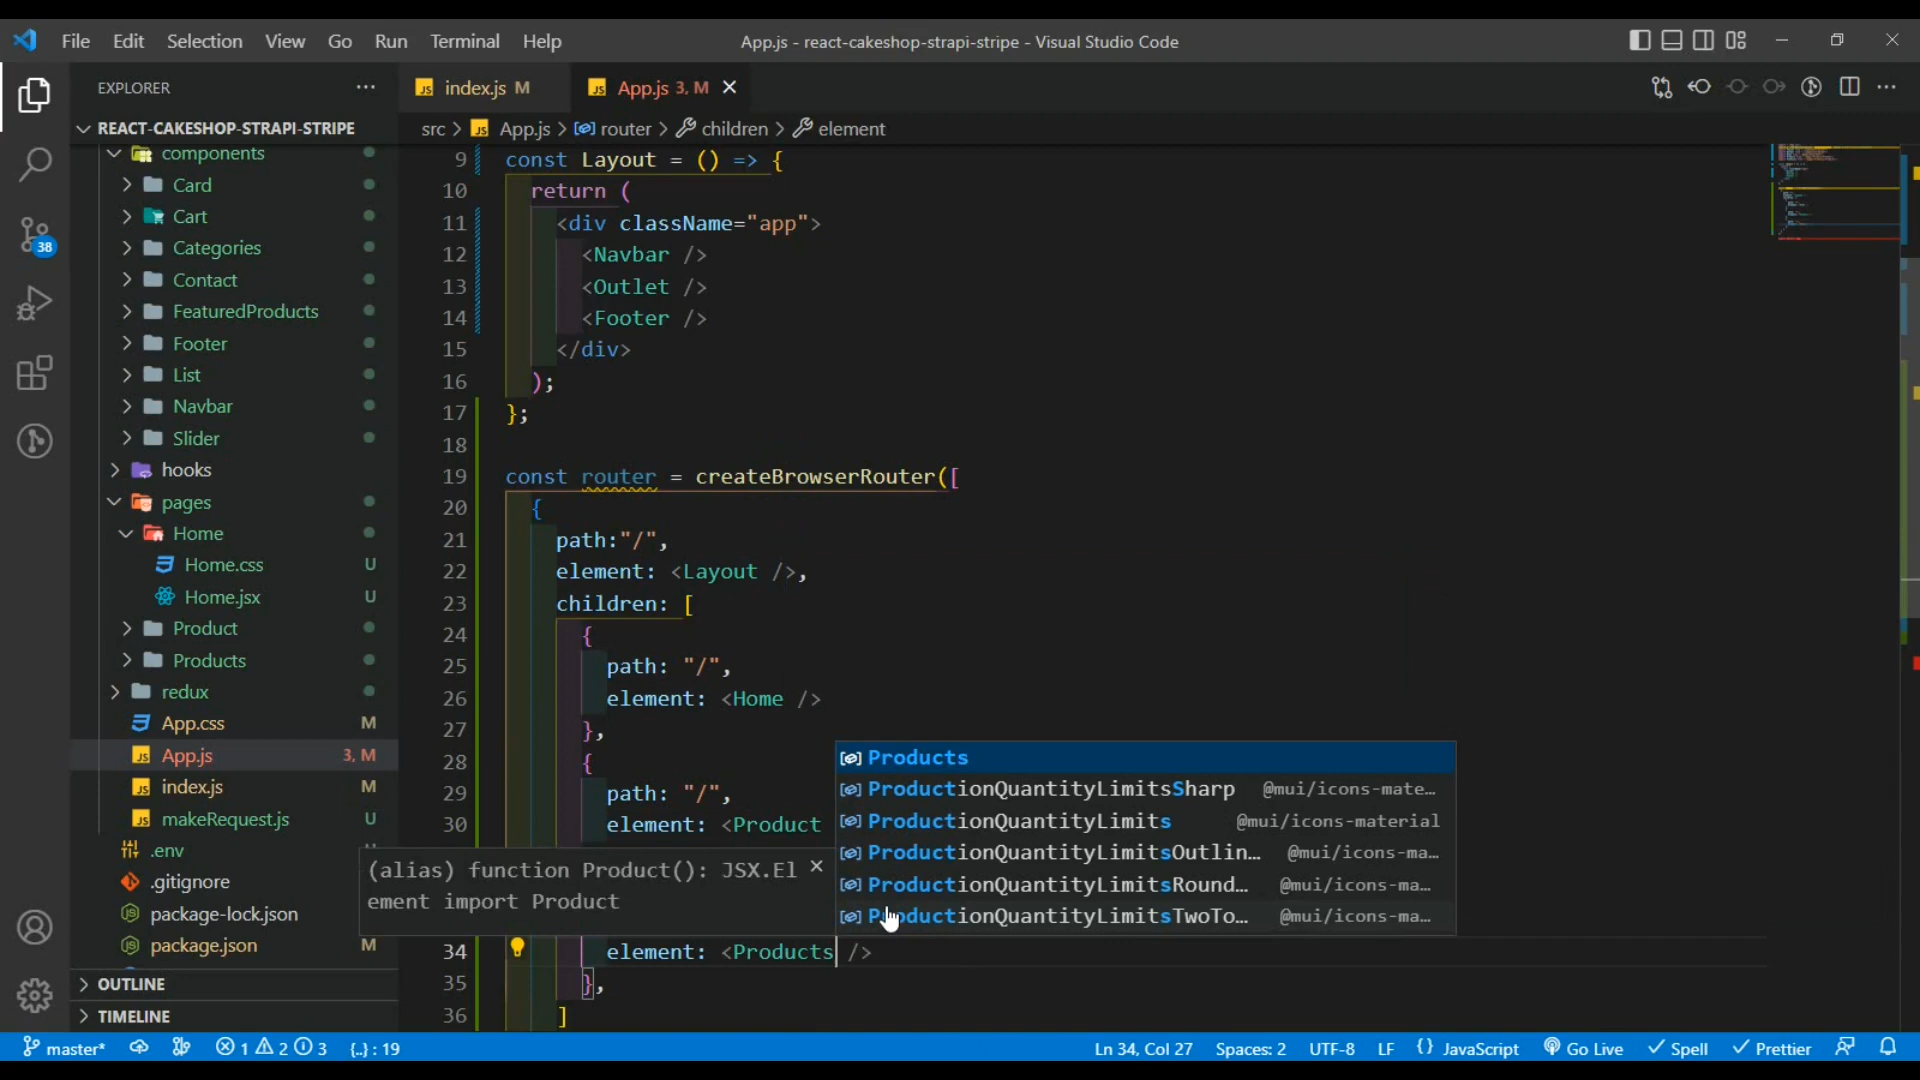 File Edit Selection View Go Run Terminal Help
App.js - react-cakeshop-strapi-stripe - Visual Studio Code
EXPLORER ···
index.js M
App.js 3, M
REACT-CAKESHOP-STRAPI-STRIPE
src > App.js > router > children > element
components
Card
Cart
Categories
Contact
FeaturedProducts
Footer
List
Navbar
Slider
hooks
pages
Home
Home.css U
Home.jsx U
Product
Products
redux
App.css M
App.js 3, M
index.js M
makeRequest.js U
.env
.gitignore
package-lock.json
package.json M
OUTLINE
TIMELINE
38
9 const Layout = () => {
10 return (
11 <div className="app">
12 <Navbar />
13 <Outlet />
14 <Footer />
15 </div>
16 );
17 };
18
19 const router = createBrowserRouter([
20 {
21 path:"/",
22 element: <Layout />,
23 children: [
24 {
25 path: "/",
26 element: <Home />
27 },
28 {
29 path: "/",
30 element: <Product
34 element: <Products />
35 },
36 ]
Products
ProductionQuantityLimitsSharp @mui/icons-mate...
ProductionQuantityLimits @mui/icons-material
ProductionQuantityLimitsOutlin... @mui/icons-ma...
ProductionQuantityLimitsRound... @mui/icons-ma...
ProductionQuantityLimitsTwoTo... @mui/icons-ma...
(alias) function Product(): JSX.El
ement import Product
master* 1 2 3 {..} : 19
Ln 34, Col 27 Spaces: 2 UTF-8 LF {} JavaScript Go Live Spell Prettier